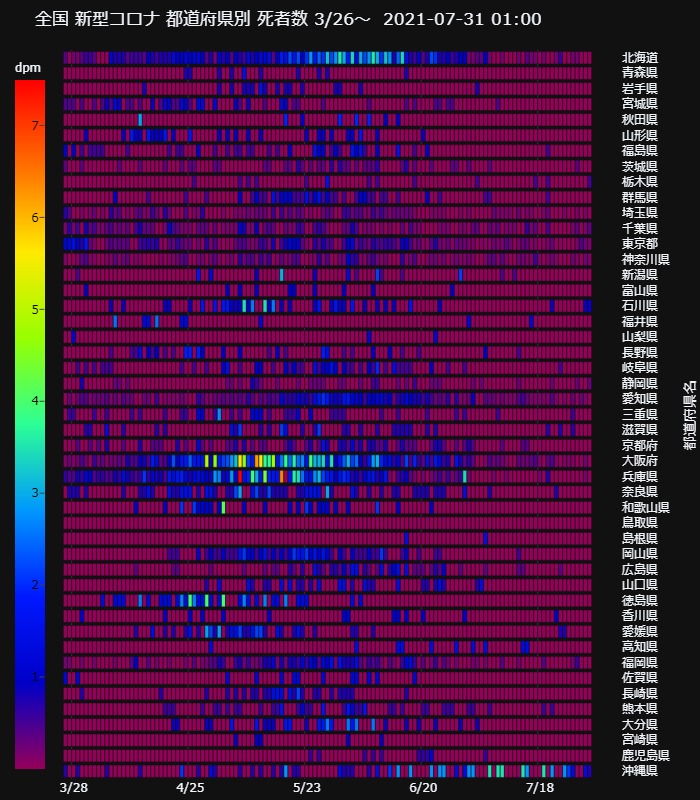 全国 新型コロナ 都道府県別 死者数 3/26〜 2021-07-31 01:00
dpm
7
6
5
4
3
2
1
北海道
青森県
岩手県
宮城県
秋田県
山形県
福島県
茨城県
栃木県
群馬県
埼玉県
千葉県
東京都
神奈川県
新潟県
富山県
石川県
福井県
山梨県
長野県
岐阜県
静岡県
愛知県
三重県
滋賀県
京都府
大阪府
兵庫県
奈良県
和歌山県
鳥取県
島根県
岡山県
広島県
山口県
徳島県
香川県
愛媛県
高知県
福岡県
佐賀県
長崎県
熊本県
大分県
宮崎県
鹿児島県
沖縄県
都道府県名
3/28 4/25 5/23 6/20 7/18